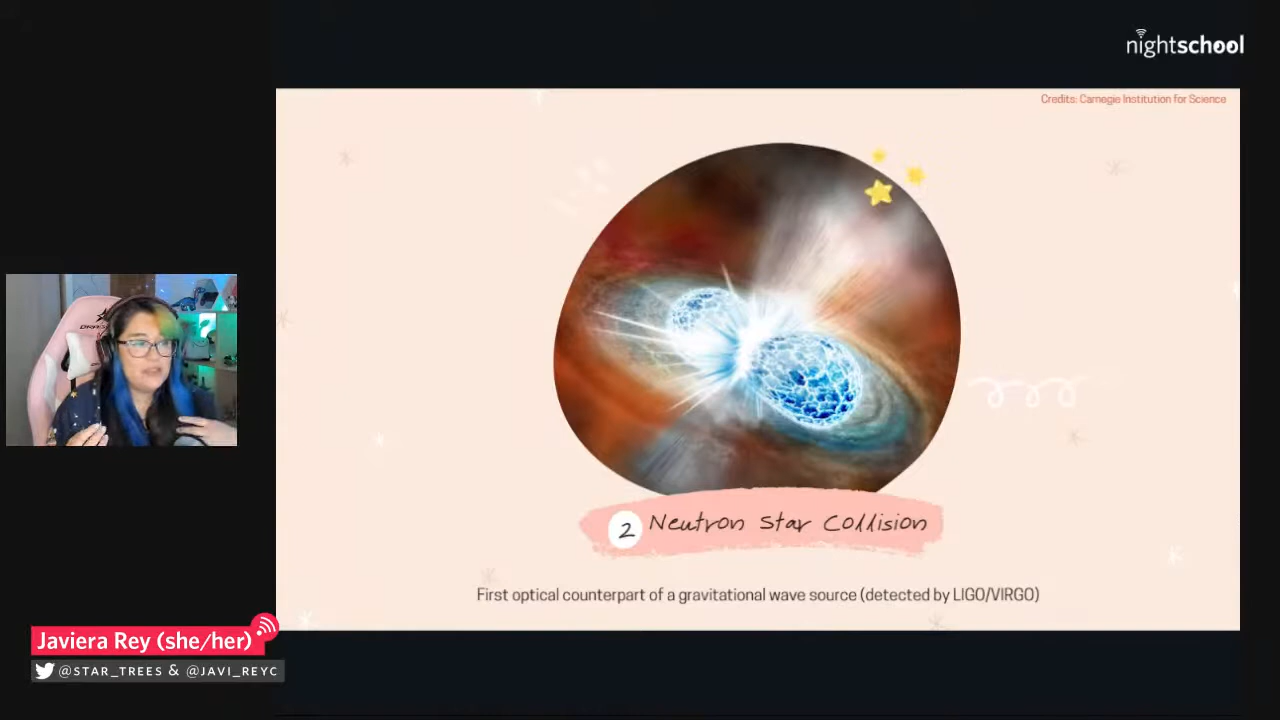 nightschool
Credits: Carnegie Institution for Science
2 Neutron Star Collision
First optical counterpart of a gravitational wave source (detected by LIGO/VIRGO)
Javiera Rey (she/her)
@STAR_TREES & @JAVI_REYC